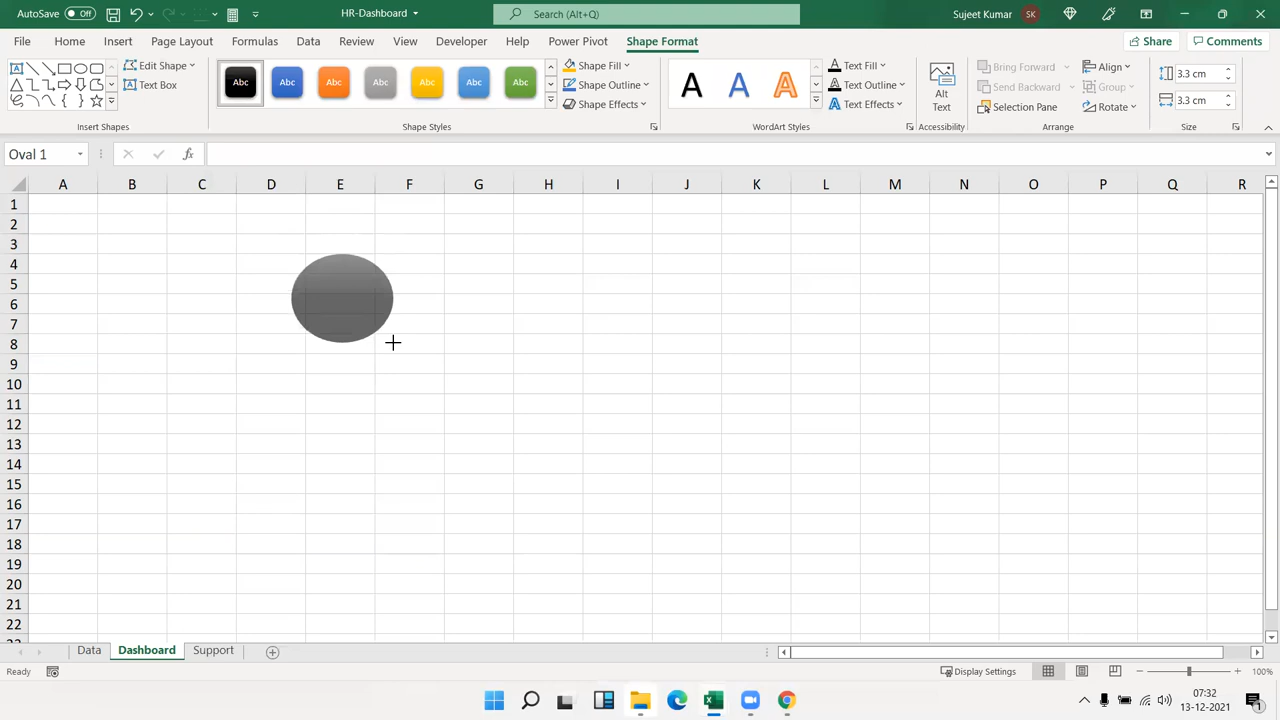 AutoSave Off
HR-Dashboard
Search (Alt+Q)
Sujeet Kumar SK
File Home Insert Page Layout Formulas Data Review View Developer Help Power Pivot Shape Format
Share Comments
Edit Shape
Text Box
Insert Shapes
Abc Abc Abc Abc Abc Abc Abc
Shape Fill
Shape Outline
Shape Effects
Shape Styles
A A A
Text Fill
Text Outline
Text Effects
WordArt Styles
Alt
Text
Accessibility
Bring Forward
Send Backward
Selection Pane
Align
Group
Rotate
Arrange
3.3 cm
3.3 cm
Size
Oval 1
fx
A B C D E F G H I J K L M N O P Q R
1
2
3
4
5
6
7
8
9
10
11
12
13
14
15
16
17
18
19
20
21
22
Data Dashboard Support
Ready
Display Settings
100%
07:32
13-12-2021